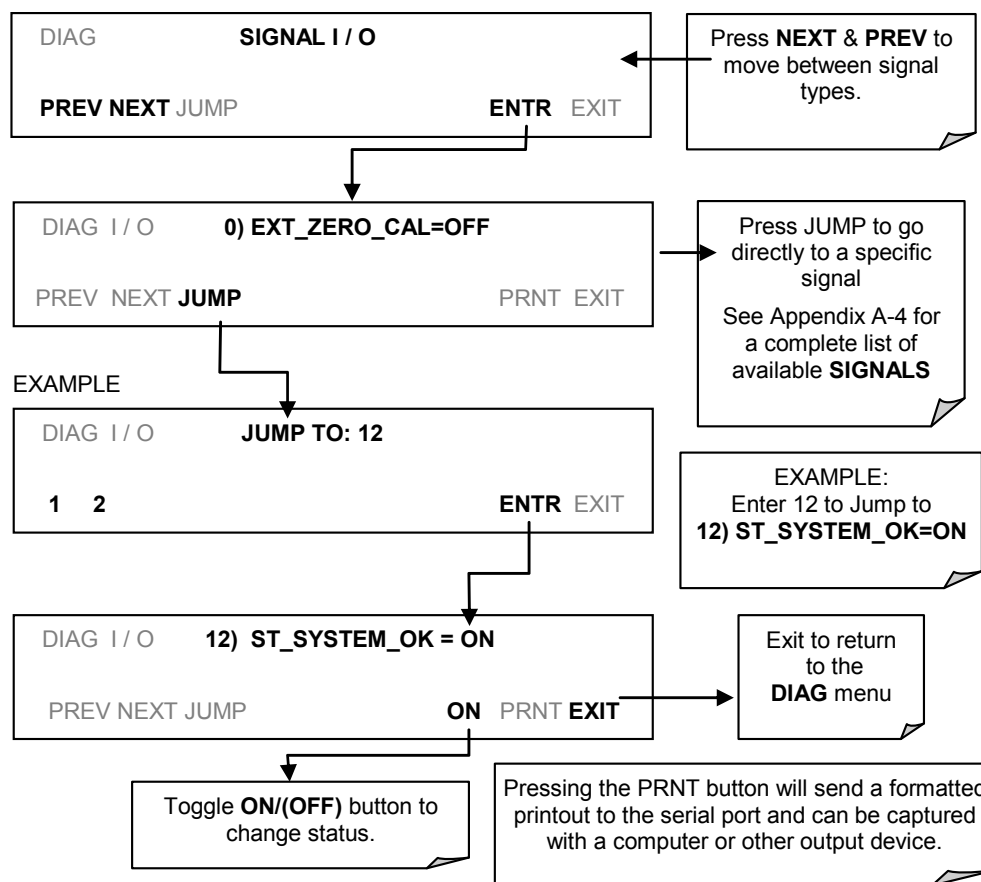 DIAG SIGNAL I / O
PREV NEXT JUMP ENTR EXIT
Press NEXT & PREV to
move between signal
types.
DIAG I / O 0) EXT_ZERO_CAL=OFF
PREV NEXT JUMP PRNT EXIT
Press JUMP to go
directly to a specific
signal
See Appendix A-4 for
a complete list of
available SIGNALS
EXAMPLE
DIAG I / O JUMP TO: 12
1 2 ENTR EXIT
EXAMPLE:
Enter 12 to Jump to
12) ST_SYSTEM_OK=ON
DIAG I / O 12) ST_SYSTEM_OK = ON
PREV NEXT JUMP ON PRNT EXIT
Exit to return
to the
DIAG menu
Toggle ON/(OFF) button to
change status.
Pressing the PRNT button will send a formatted
printout to the serial port and can be captured
with a computer or other output device.